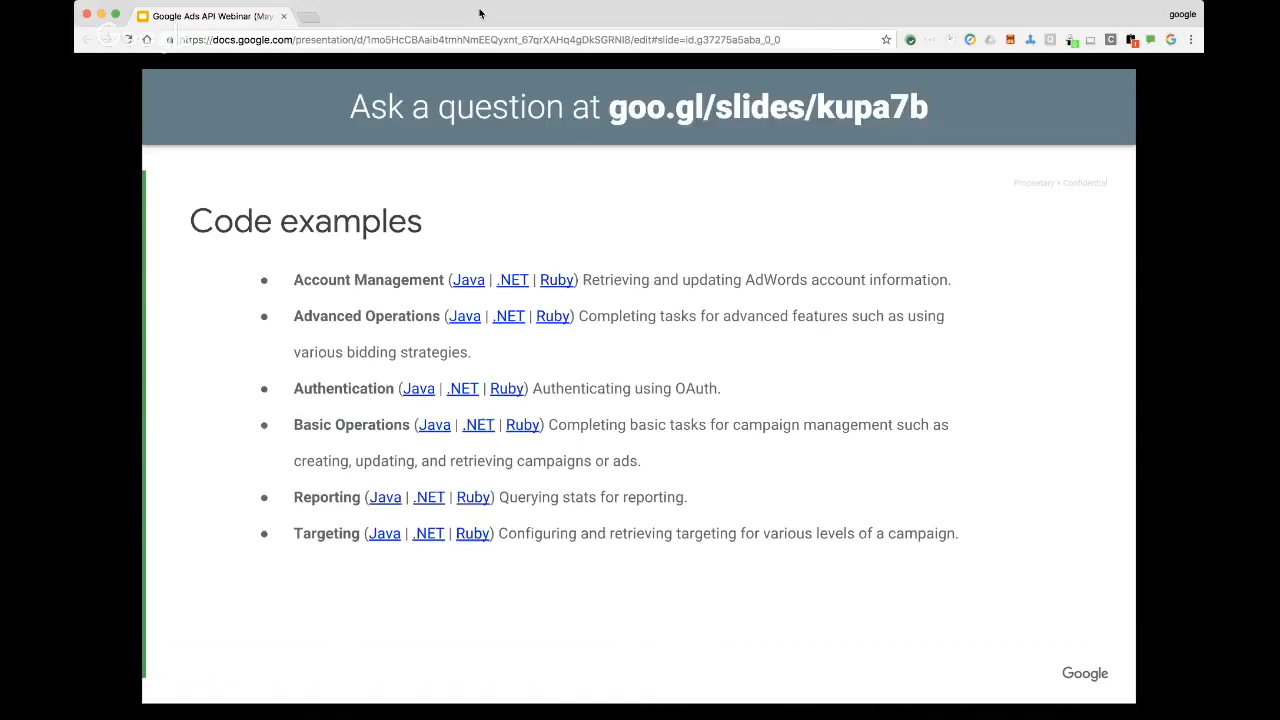 Google Ads API Webinar (May
google
https://docs.google.com/presentation/d/1mo5HcCBAaib4tmhNmEEQyxnt_67qrXAHq4gDkSGRNI8/edit#slide=id.g37275a5aba_0_0
Ask a question at goo.gl/slides/kupa7b
Proprietary + Confidential
Code examples
● Account Management (Java | .NET | Ruby) Retrieving and updating AdWords account information.
● Advanced Operations (Java | .NET | Ruby) Completing tasks for advanced features such as using
various bidding strategies.
● Authentication (Java | .NET | Ruby) Authenticating using OAuth.
● Basic Operations (Java | .NET | Ruby) Completing basic tasks for campaign management such as
creating, updating, and retrieving campaigns or ads.
● Reporting (Java | .NET | Ruby) Querying stats for reporting.
● Targeting (Java | .NET | Ruby) Configuring and retrieving targeting for various levels of a campaign.
Google